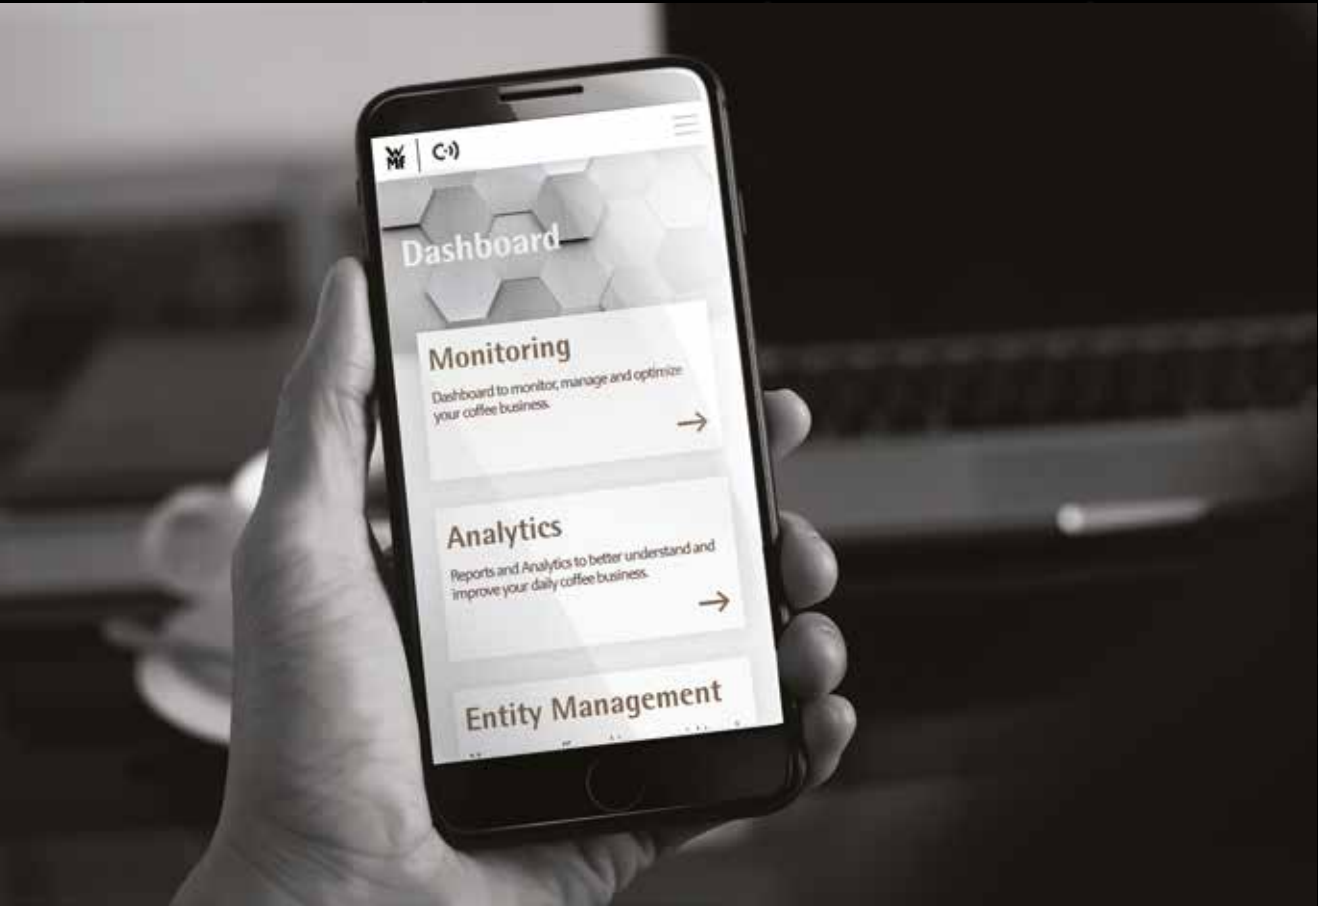 WMF
Dashboard
Monitoring
Dashboard to monitor, manage and optimize
your coffee business.
Analytics
Reports and Analytics to better understand and
improve your daily coffee business.
Entity Management